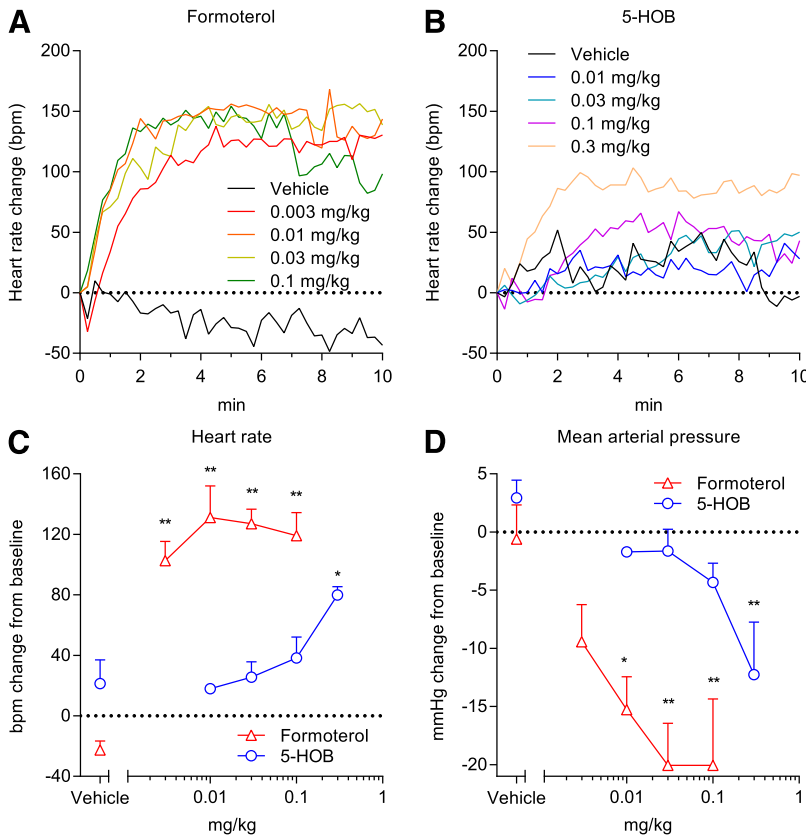 A
Formoterol
Heart rate change (bpm)
200
150
100
50
0
-50
0
2
4
6
8
10
min
Vehicle
0.003 mg/kg
0.01 mg/kg
0.03 mg/kg
0.1 mg/kg
B
5-HOB
Heart rate change (bpm)
200
150
100
50
0
-50
0
2
4
6
8
10
min
Vehicle
0.01 mg/kg
0.03 mg/kg
0.1 mg/kg
0.3 mg/kg
C
Heart rate
bpm change from baseline
160
120
80
40
0
-40
**
**
**
**
*
Formoterol
5-HOB
Vehicle
0.01
0.1
1
mg/kg
D
Mean arterial pressure
mmHg change from baseline
5
0
-5
-10
-15
-20
Formoterol
5-HOB
*
**
**
**
Vehicle
0.01
0.1
1
mg/kg